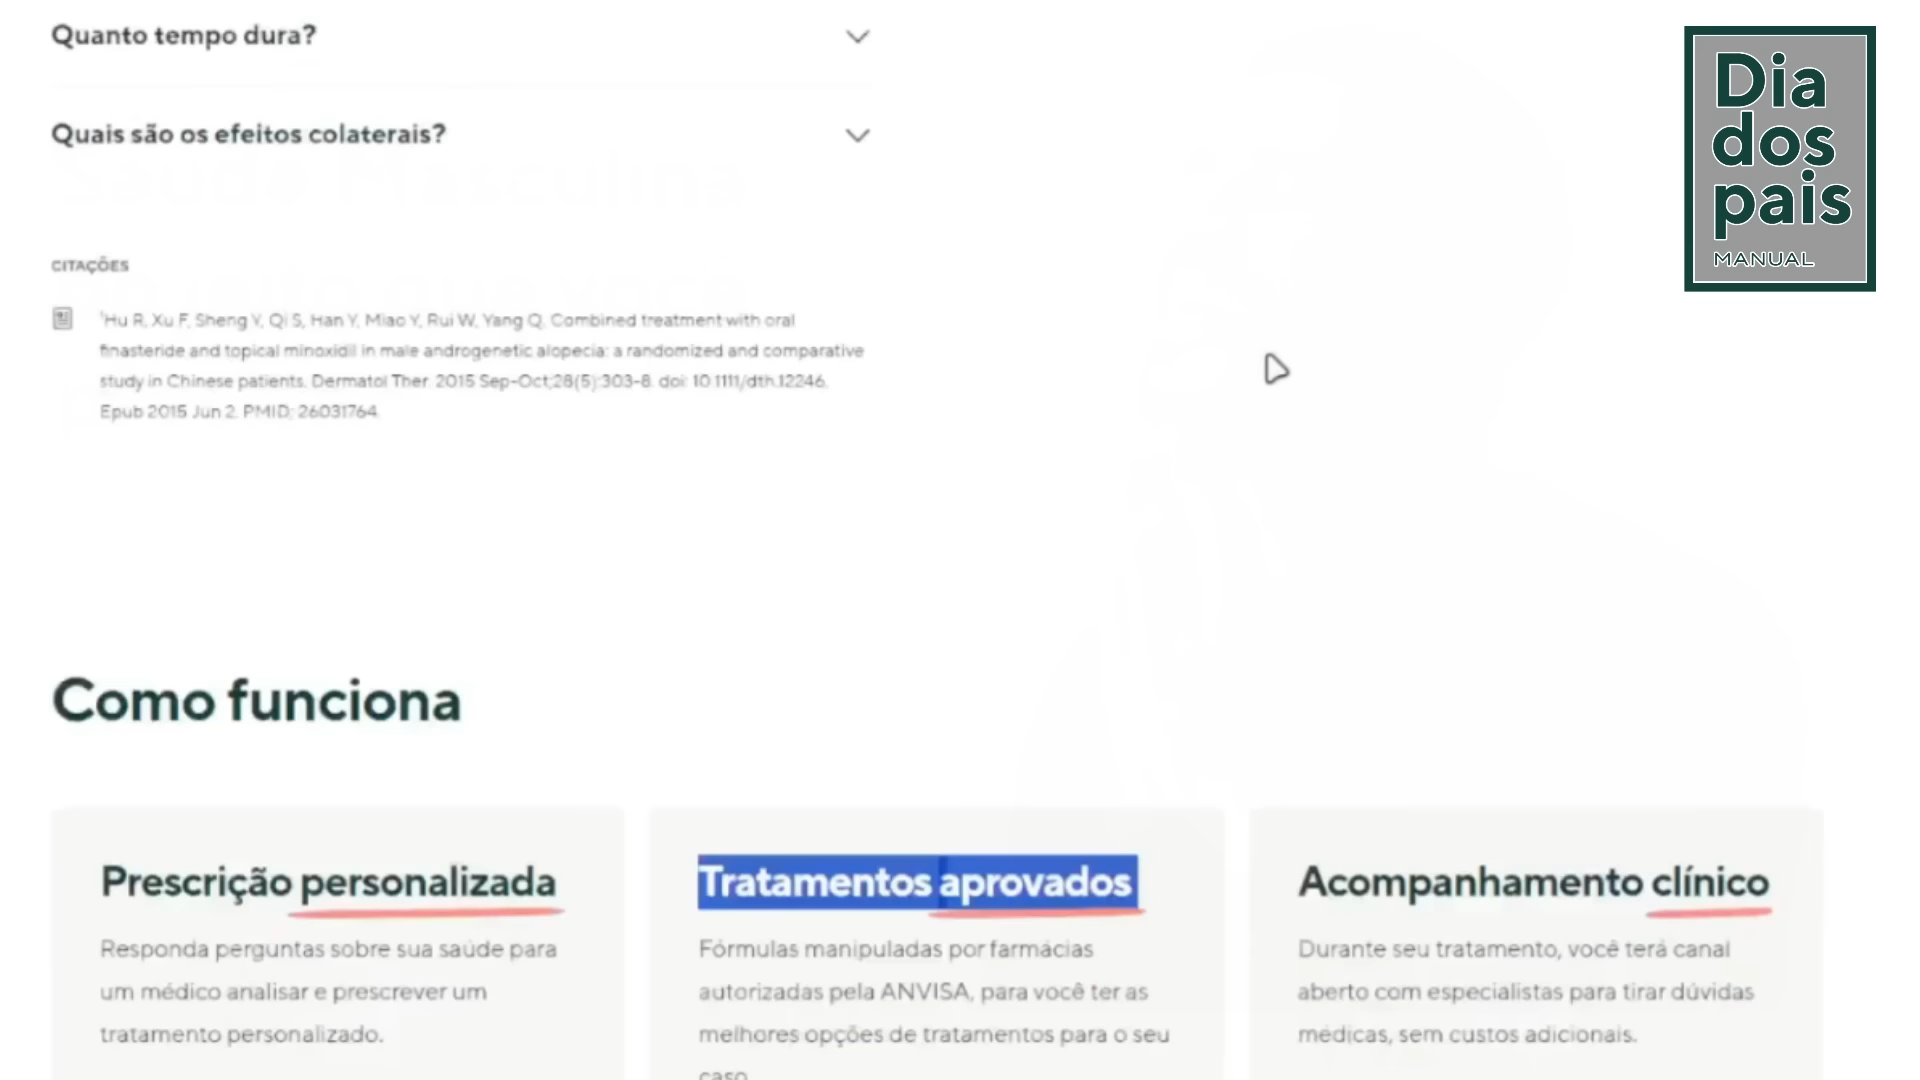 Quanto tempo dura?
Quais são os efeitos colaterais?
CITAÇÕES
¹Hu R, Xu F, Sheng Y, Qi S, Han Y, Miao Y, Rui W, Yang Q. Combined treatment with oral
finasteride and topical minoxidil in male androgenetic alopecia: a randomized and comparative
study in Chinese patients. Dermatol Ther. 2015 Sep-Oct;28(5):303-8. doi: 10.1111/dth.12246.
Epub 2015 Jun 2. PMID: 26031764.
Dia
dos
pais
MANUAL
Como funciona
Prescrição personalizada
Responda perguntas sobre sua saúde para
um médico analisar e prescrever um
tratamento personalizado.
Tratamentos aprovados
Fórmulas manipuladas por farmácias
autorizadas pela ANVISA, para você ter as
melhores opções de tratamentos para o seu
caso
Acompanhamento clínico
Durante seu tratamento, você terá canal
aberto com especialistas para tirar dúvidas
médicas, sem custos adicionais.